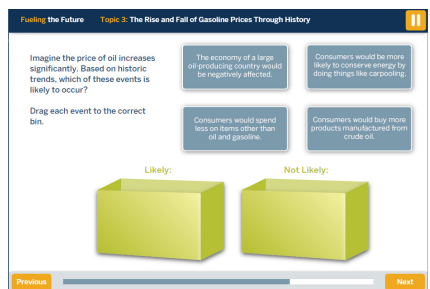 Fueling the Future Topic 3: The Rise and Fall of Gasoline Prices Through History
Imagine the price of oil increases
significantly. Based on historic
trends, which of these events is
likely to occur?
Drag each event to the correct
bin.
The economy of a large
oil-producing country would
be negatively affected.
Consumers would be more
likely to conserve energy by
doing things like carpooling.
Consumers would spend
less on items other than
oil and gasoline.
Consumers would buy more
products manufactured from
crude oil.
Likely:
Not Likely:
Previous
Next